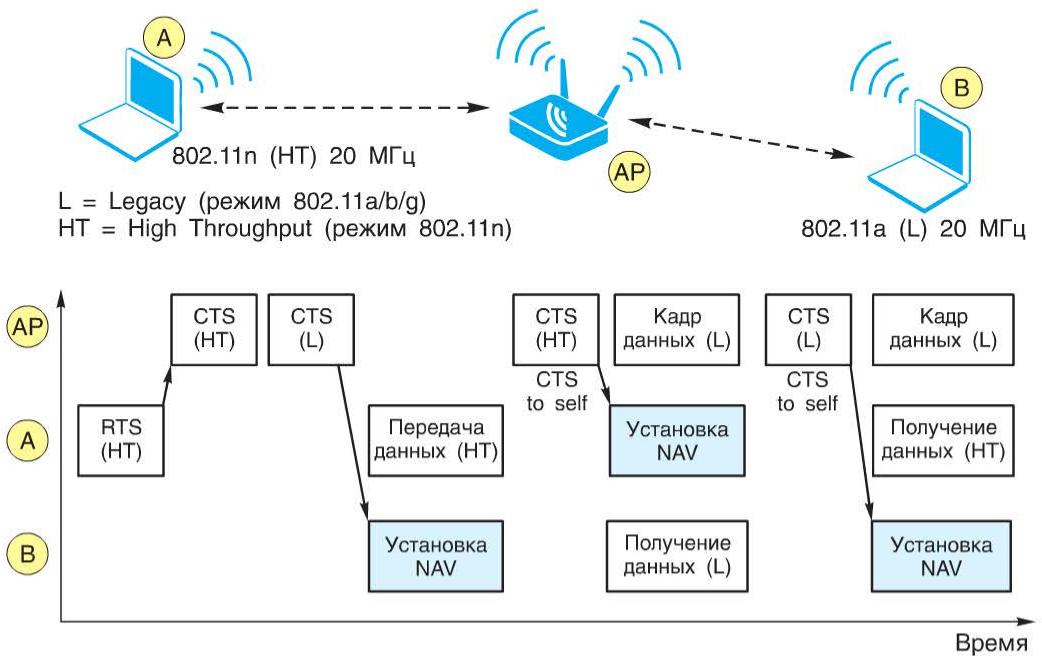 A
B
AP
802.11n (HT) 20 МГц
L = Legacy (режим 802.11a/b/g)
HT = High Throughput (режим 802.11n)
802.11a (L) 20 МГц
AP
CTS
(HT)
CTS
(L)
CTS
(HT)
Кадр
данных (L)
CTS
(L)
Кадр
данных (L)
CTS
to self
CTS
to self
A
RTS
(HT)
Передача
данных (HT)
Установка
NAV
Получение
данных (HT)
B
Установка
NAV
Получение
данных (L)
Установка
NAV
Время